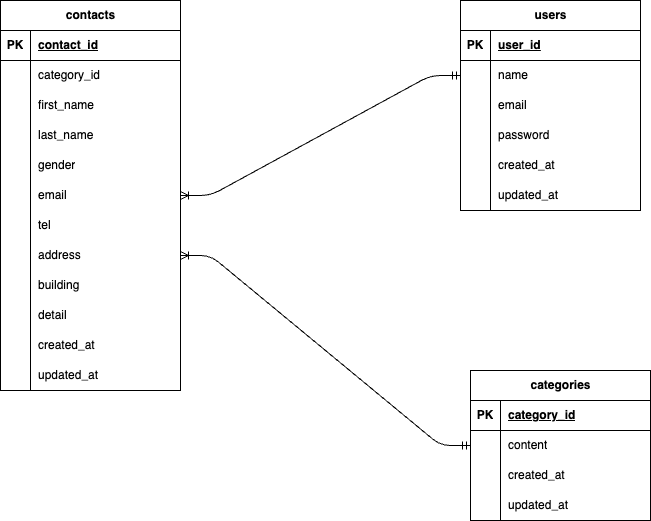 contacts
PK contact_id
category_id
first_name
last_name
gender
email
tel
address
building
detail
created_at
updated_at
users
PK user_id
name
email
password
created_at
updated_at
categories
PK category_id
content
created_at
updated_at